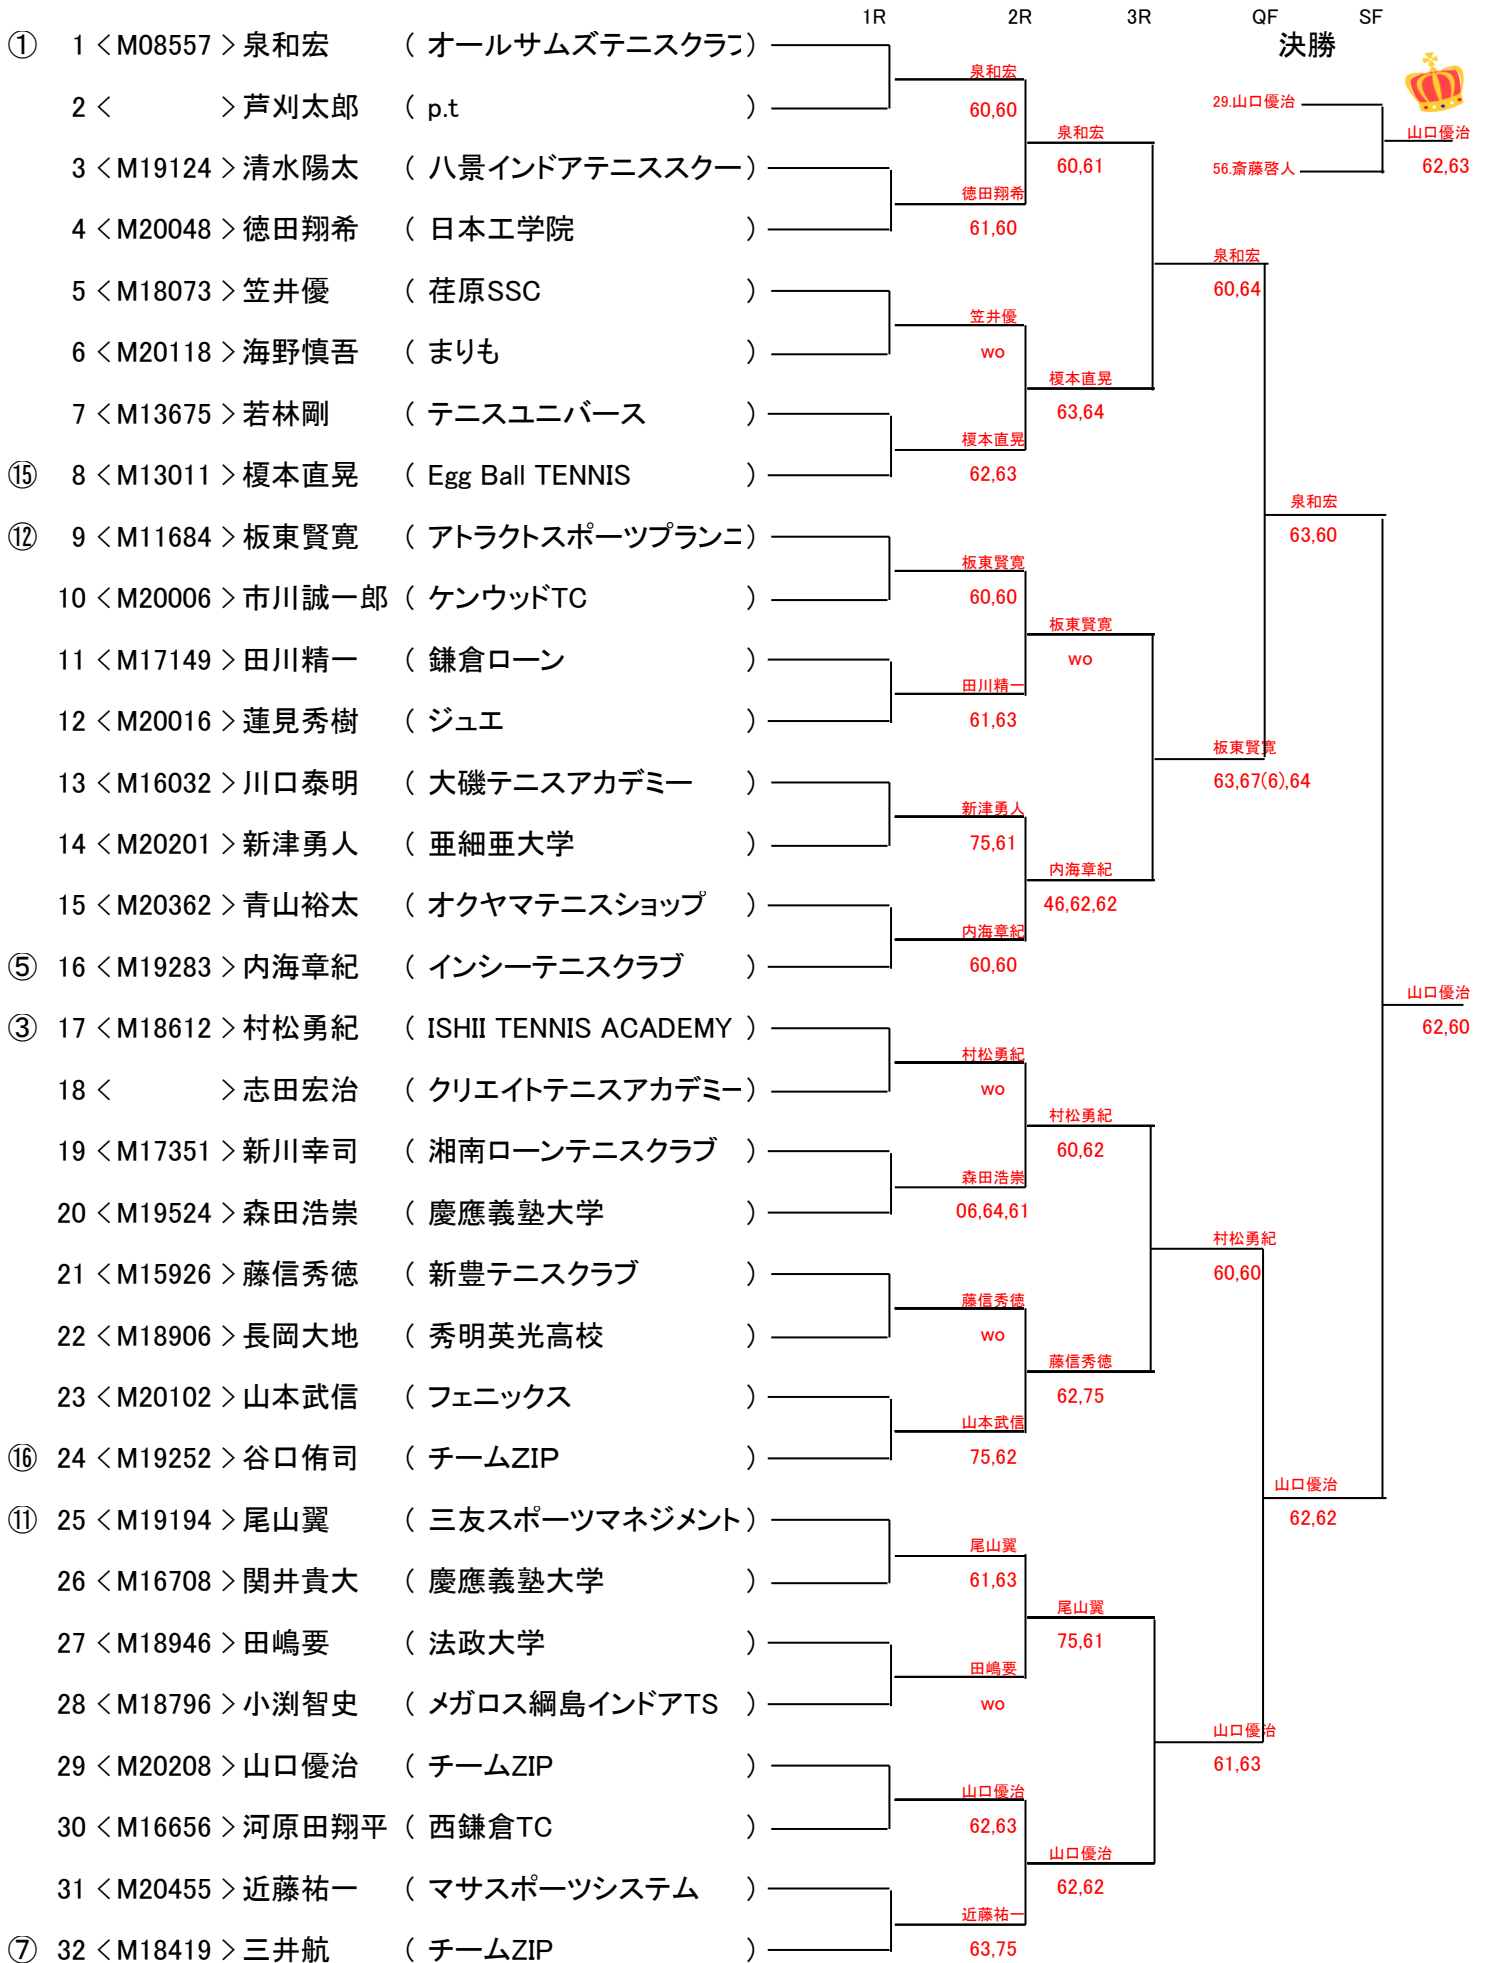 1R 2R 3R QF SF
① 1 <M08557 > 泉和宏 ( オールサムズテニスクラブ)
決勝
泉和宏
2 < > 芦刈太郎 ( p.t )
60,60
29.山口優治
泉和宏
山口優治
3 <M19124 > 清水陽太 ( 八景インドアテニススクー)
60,61
56.斎藤啓人
62,63
徳田翔希
4 <M20048 > 徳田翔希 ( 日本工学院 )
61,60
泉和宏
5 <M18073 > 笠井優 ( 荏原SSC )
60,64
笠井優
6 <M20118 > 海野慎吾 ( まりも )
wo
榎本直晃
7 <M13675 > 若林剛 ( テニスユニバース )
63,64
榎本直晃
⑮ 8 <M13011 > 榎本直晃 ( Egg Ball TENNIS )
62,63
泉和宏
⑫ 9 <M11684 > 板東賢寛 ( アトラクトスポーツプランニ)
63,60
板東賢寛
10 <M20006 > 市川誠一郎 ( ケンウッドTC )
60,60
板東賢寛
11 <M17149 > 田川精一 ( 鎌倉ローン )
wo
田川精一
12 <M20016 > 蓮見秀樹 ( ジュエ )
61,63
板東賢寛
13 <M16032 > 川口泰明 ( 大磯テニスアカデミー )
63,67(6),64
新津勇人
14 <M20201 > 新津勇人 ( 亜細亜大学 )
75,61
内海章紀
15 <M20362 > 青山裕太 ( オクヤマテニスショップ )
46,62,62
内海章紀
⑤ 16 <M19283 > 内海章紀 ( インシーテニスクラブ )
60,60
山口優治
③ 17 <M18612 > 村松勇紀 ( ISHII TENNIS ACADEMY )
62,60
村松勇紀
18 < > 志田宏治 ( クリエイトテニスアカデミー)
wo
村松勇紀
19 <M17351 > 新川幸司 ( 湘南ローンテニスクラブ )
60,62
森田浩崇
20 <M19524 > 森田浩崇 ( 慶應義塾大学 )
06,64,61
村松勇紀
21 <M15926 > 藤信秀徳 ( 新豊テニスクラブ )
60,60
藤信秀徳
22 <M18906 > 長岡大地 ( 秀明英光高校 )
wo
藤信秀徳
23 <M20102 > 山本武信 ( フェニックス )
62,75
山本武信
⑯ 24 <M19252 > 谷口侑司 ( チームZIP )
75,62
山口優治
⑪ 25 <M19194 > 尾山翼 ( 三友スポーツマネジメント)
62,62
尾山翼
26 <M16708 > 関井貴大 ( 慶應義塾大学 )
61,63
尾山翼
27 <M18946 > 田嶋要 ( 法政大学 )
75,61
田嶋要
28 <M18796 > 小渕智史 ( メガロス綱島インドアTS )
wo
山口優治
29 <M20208 > 山口優治 ( チームZIP )
61,63
山口優治
30 <M16656 > 河原田翔平 ( 西鎌倉TC )
62,63
山口優治
31 <M20455 > 近藤祐一 ( マサスポーツシステム )
62,62
近藤祐一
⑦ 32 <M18419 > 三井航 ( チームZIP )
63,75